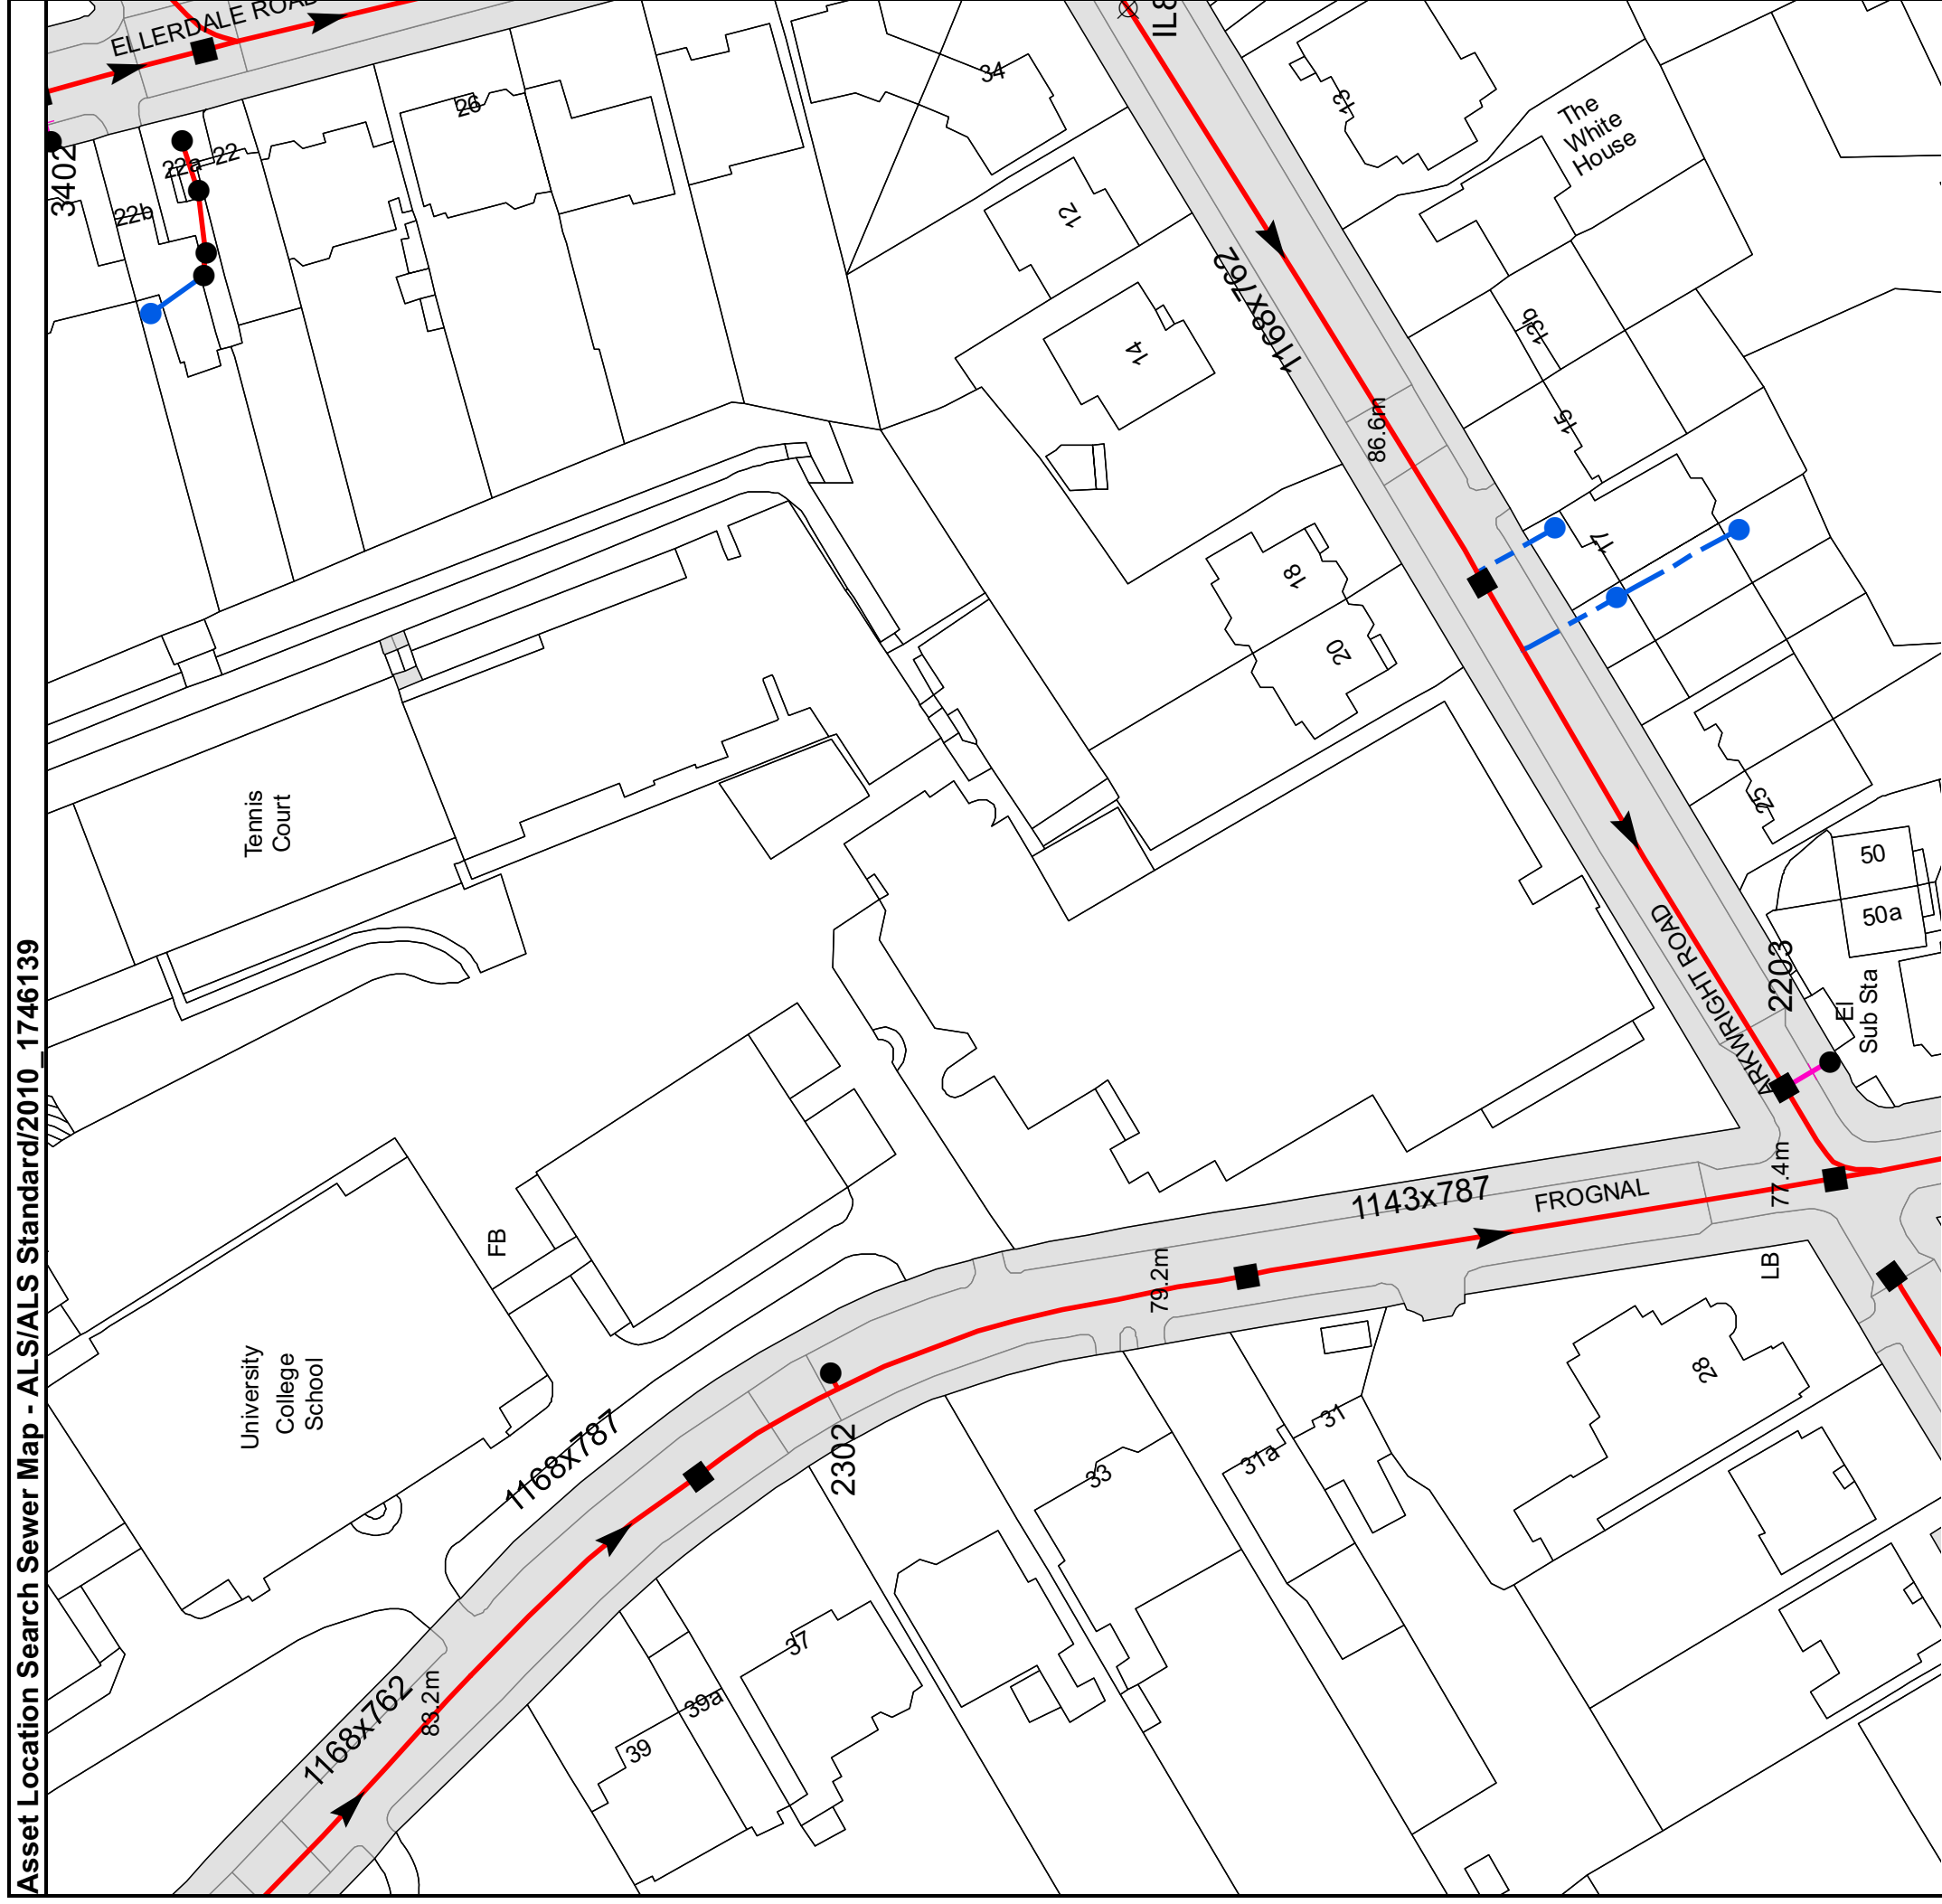 Asset Location Search Sewer Map - ALS/ALS Standard/2010_1746139
ELLERDALE ROAD
3402
22a
22
22b
26
34
12
14
1168x762
86.6m
13
The
White
House
13b
15
17
18
20
25
50
50a
Tennis
Court
ARKWRIGHT ROAD
2203
El
Sub Sta
77.4m
FROGNAL
1143x787
79.2m
LB
FB
University
College
School
1168x787
2302
1168x762
83.2m
28
31
31a
33
37
39a
39